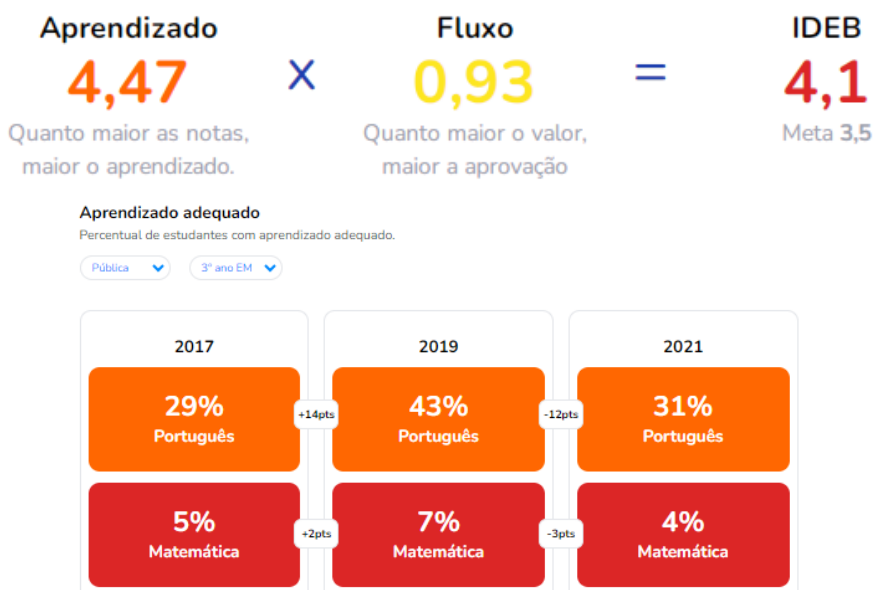 Aprendizado
4,47
Quanto maior as notas,
maior o aprendizado.
x
Fluxo
0,93
Quanto maior o valor,
maior a aprovação
=
IDEB
4,1
Meta 3,5
Aprendizado adequado
Percentual de estudantes com aprendizado adequado.
Pública
3º ano EM
2017
2019
2021
29%
Português
+14pts
43%
Português
-12pts
31%
Português
5%
Matemática
+2pts
7%
Matemática
-3pts
4%
Matemática